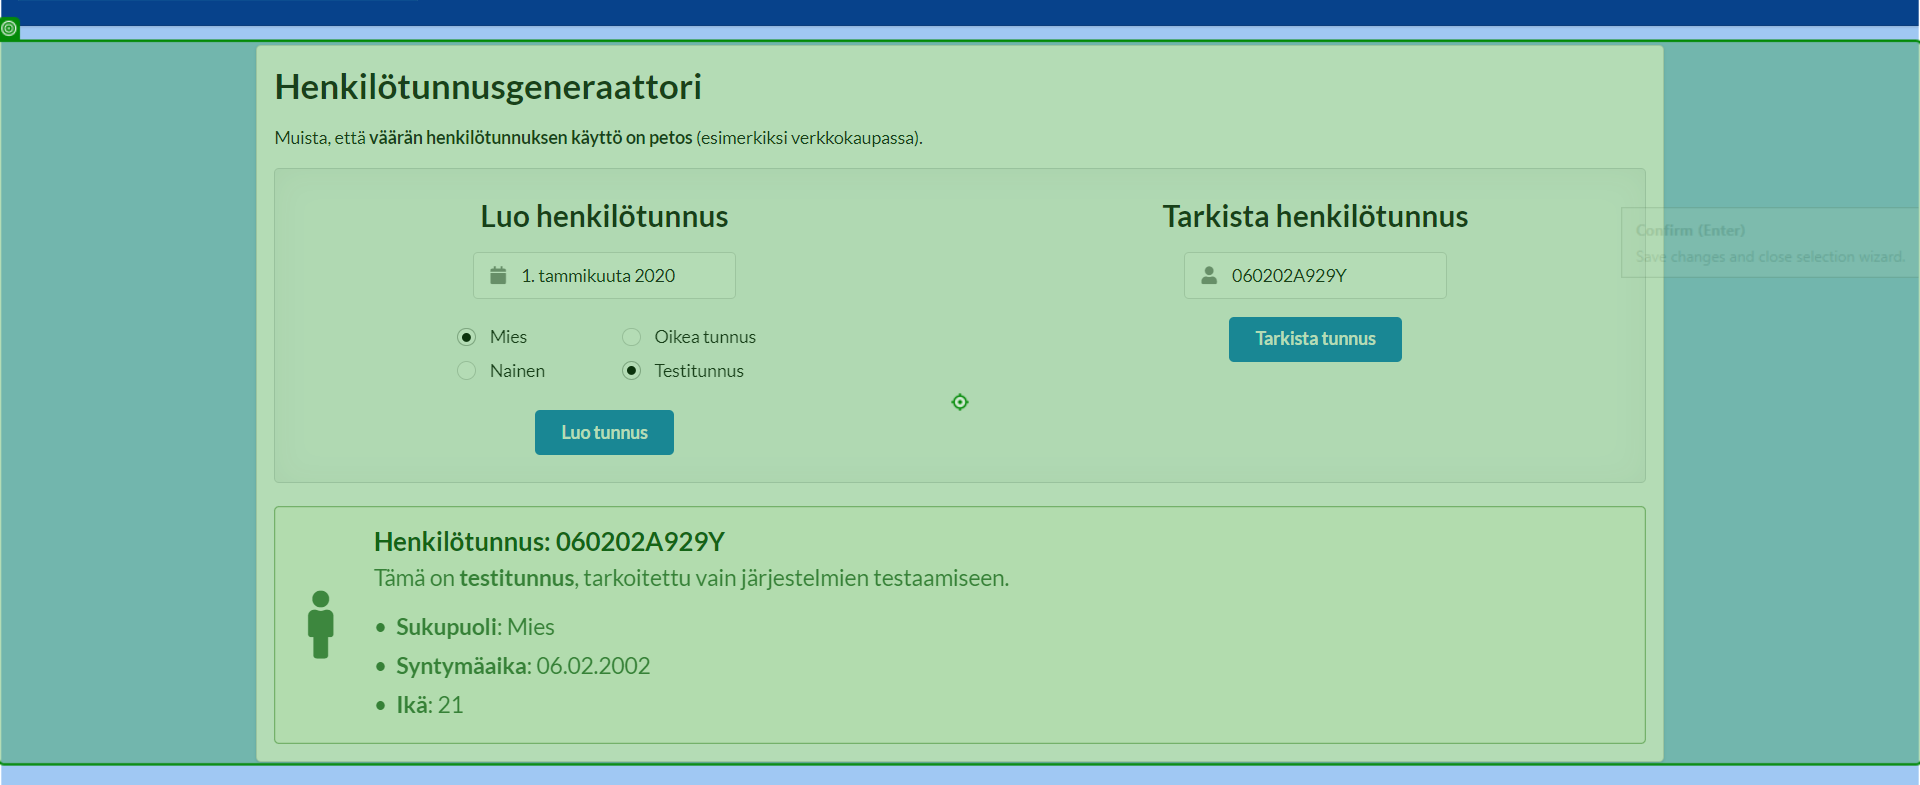 Henkilötunnusgeneraattori
Muista, että väärän henkilötunnuksen käyttö on petos (esimerkiksi verkkokaupassa).
Luo henkilötunnus
1. tammikuuta 2020
Mies
Oikea tunnus
Nainen
Testitunnus
Luo tunnus
Tarkista henkilötunnus
060202A929Y
Tarkista tunnus
Confirm (Enter)
Save changes and close selection wizard.
Henkilötunnus: 060202A929Y
Tämä on testitunnus, tarkoitettu vain järjestelmien testaamiseen.
• Sukupuoli: Mies
• Syntymäaika: 06.02.2002
• Ikä: 21